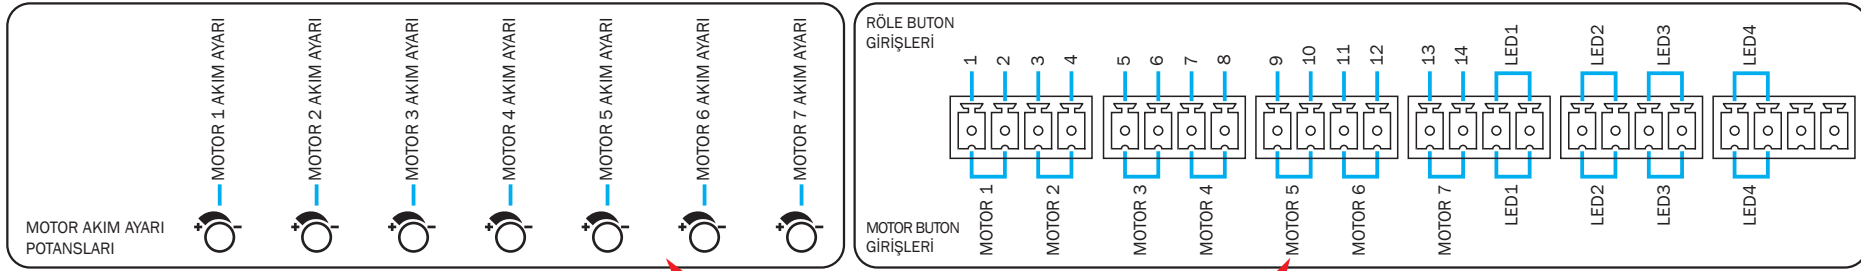 MOTOR 1 AKIM AYARI
MOTOR 2 AKIM AYARI
MOTOR 3 AKIM AYARI
MOTOR 4 AKIM AYARI
MOTOR 5 AKIM AYARI
MOTOR 6 AKIM AYARI
MOTOR 7 AKIM AYARI
MOTOR AKIM AYARI
POTANSLARI
+ -
+ -
+ -
+ -
+ -
+ -
+ -
RÖLE BUTON
GİRİŞLERİ
1
2
3
4
5
6
7
8
9
10
11
12
13
14
LED1
LED2
LED3
LED4
MOTOR BUTON
GİRİŞLERİ
MOTOR 1
MOTOR 2
MOTOR 3
MOTOR 4
MOTOR 5
MOTOR 6
MOTOR 7
LED1
LED2
LED3
LED4